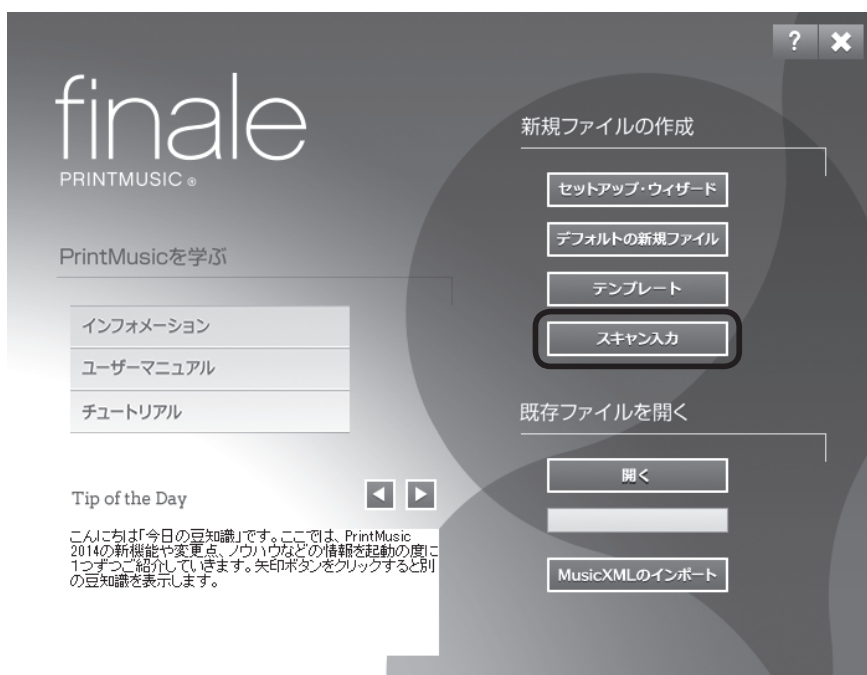 ?
finale
PRINTMUSIC ®
PrintMusicを学ぶ
インフォメーション
ユーザーマニュアル
チュートリアル
Tip of the Day
こんにちは「今日の豆知識」です。ここでは、PrintMusic
2014の新機能や変更点、ノウハウなどの情報を起動の度に
1つずつご紹介していきます。矢印ボタンをクリックすると別
の豆知識を表示します。
新規ファイルの作成
セットアップ・ウィザード
デフォルトの新規ファイル
テンプレート
スキャン入力
既存ファイルを開く
開く
MusicXMLのインポート